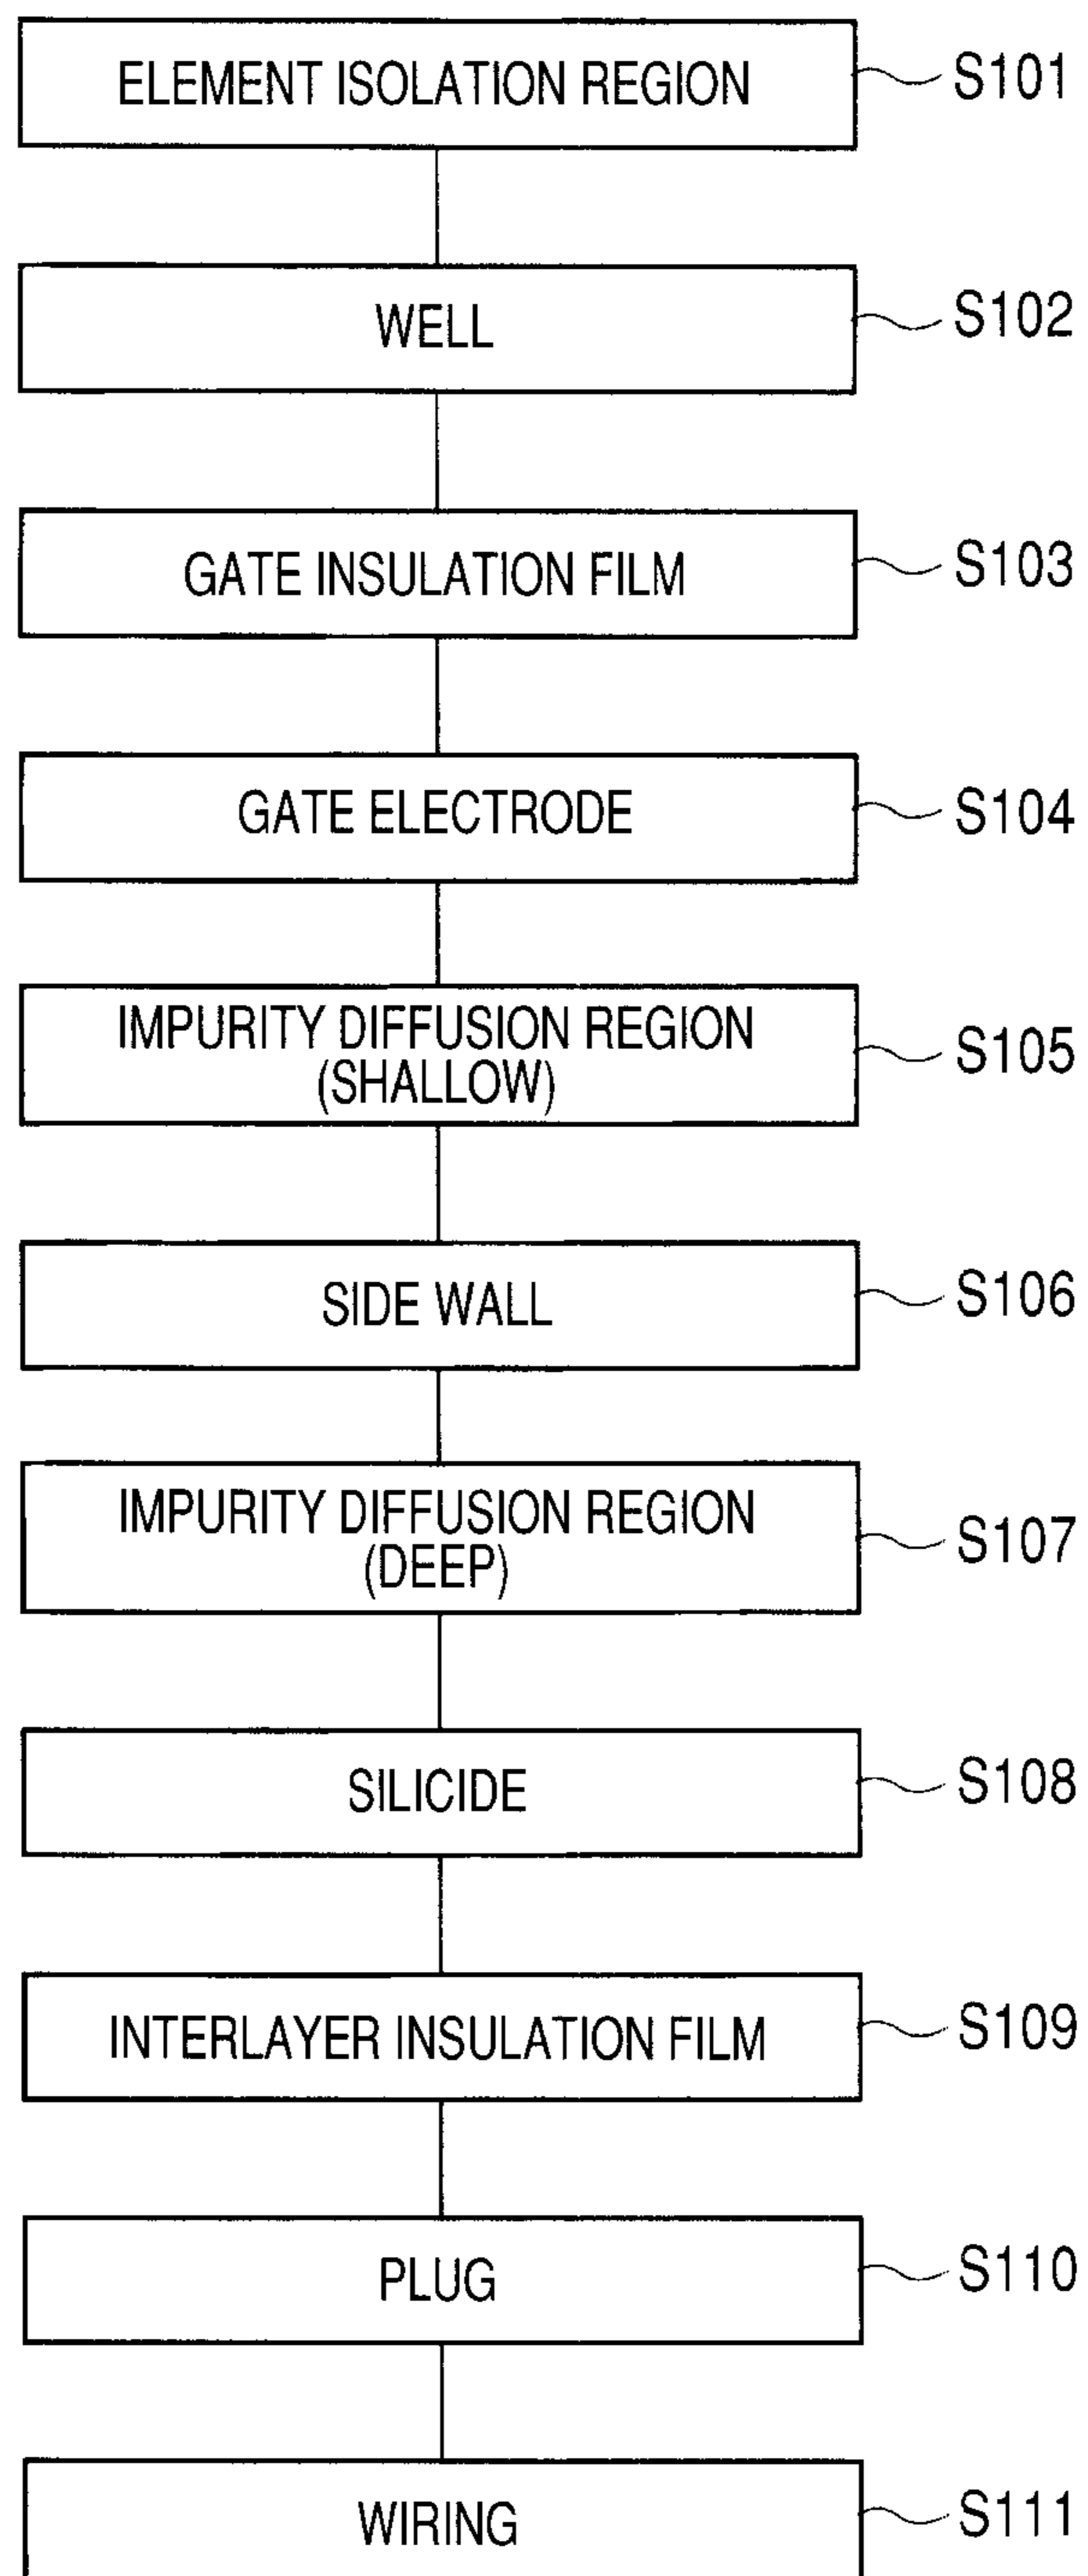 ELEMENT ISOLATION REGION
S101
WELL
S102
GATE INSULATION FILM
S103
GATE ELECTRODE
S104
IMPURITY DIFFUSION REGION
(SHALLOW)
S105
SIDE WALL
S106
IMPURITY DIFFUSION REGION
(DEEP)
S107
SILICIDE
S108
INTERLAYER INSULATION FILM
S109
PLUG
S110
WIRING
S111